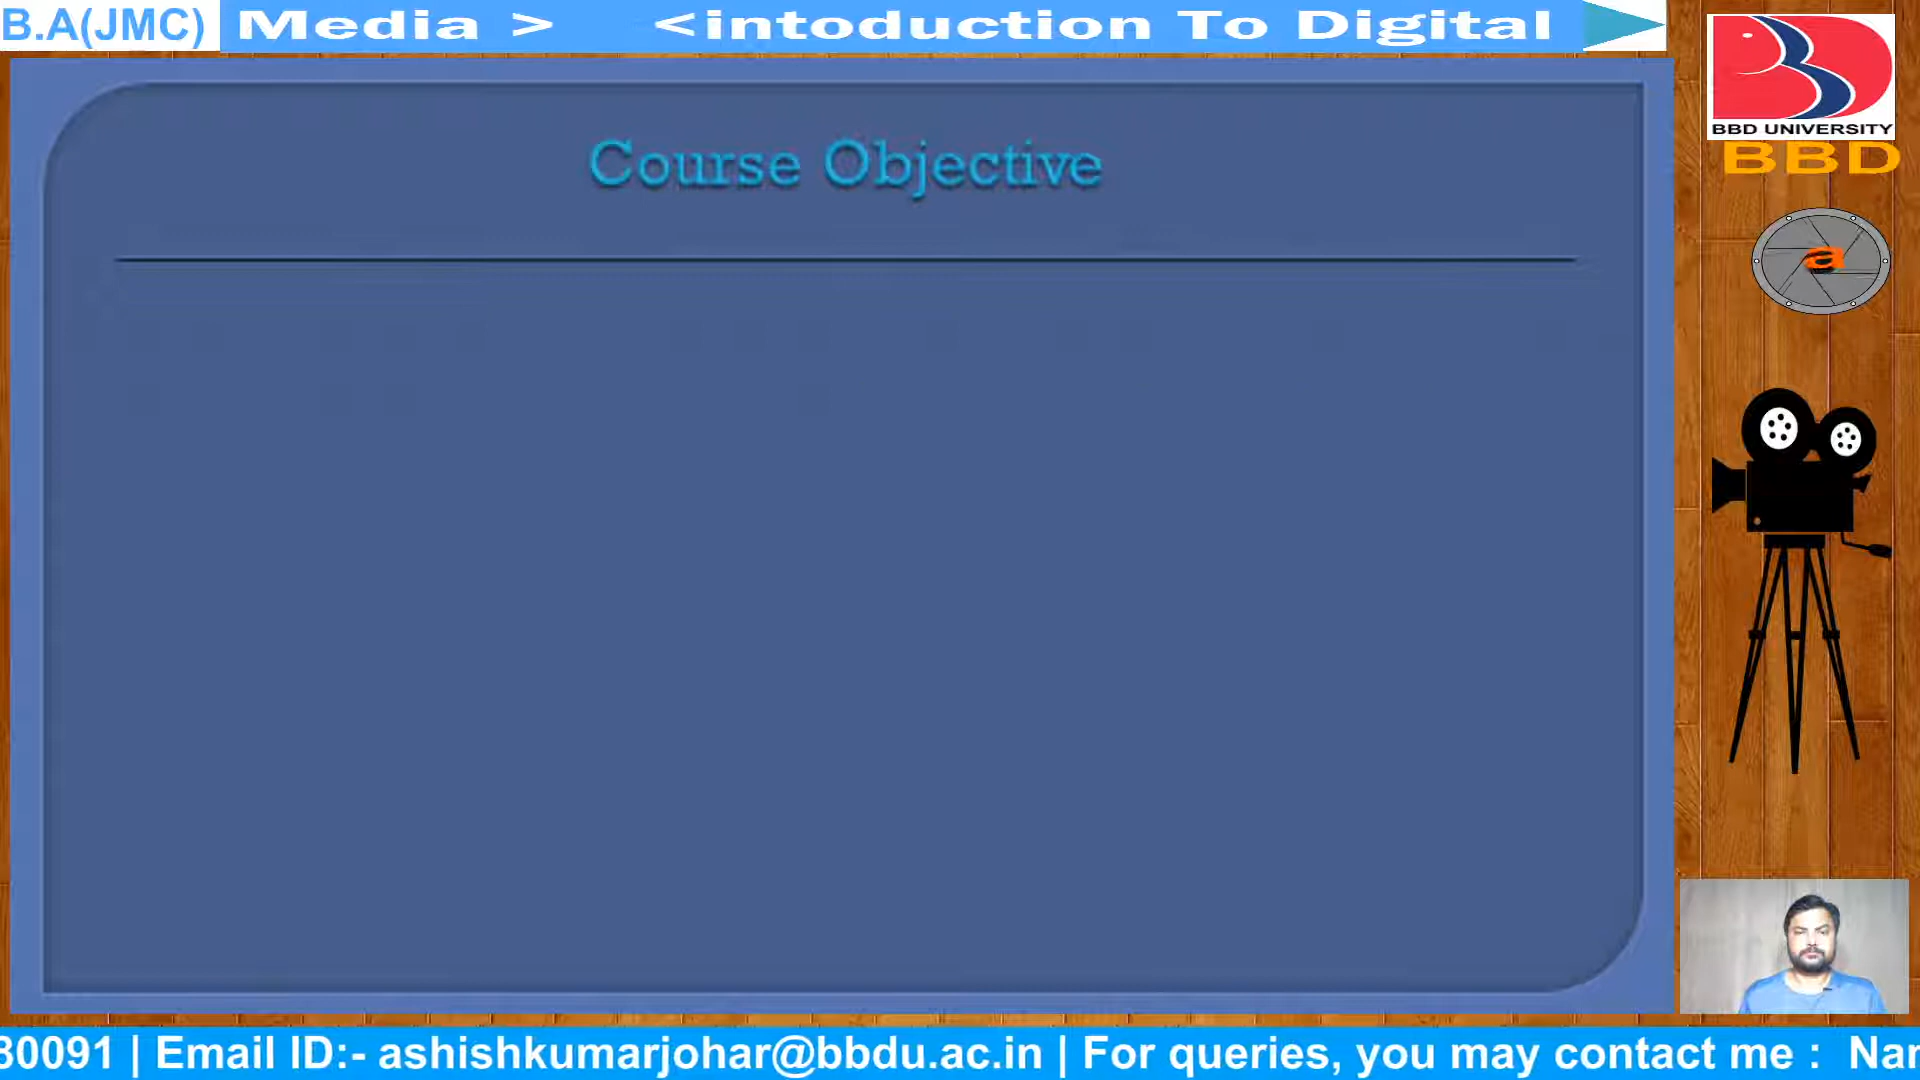 B.A(JMC)
Media > <intoduction To Digital
BBD UNIVERSITY
BBD
a
Course Objective
30091 | Email ID:- ashishkumarjohar@bbdu.ac.in | For queries, you may contact me :